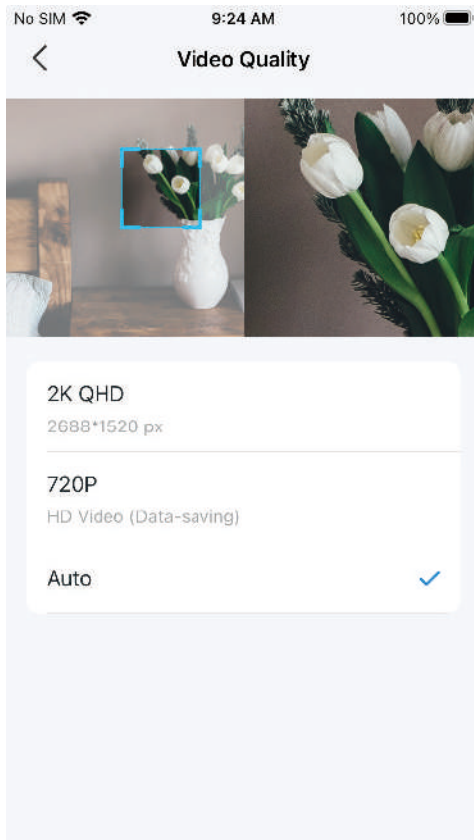 No SIM 9:24 AM 100%
Video Quality
2K QHD
2688*1520 px
720P
HD Video (Data-saving)
Auto